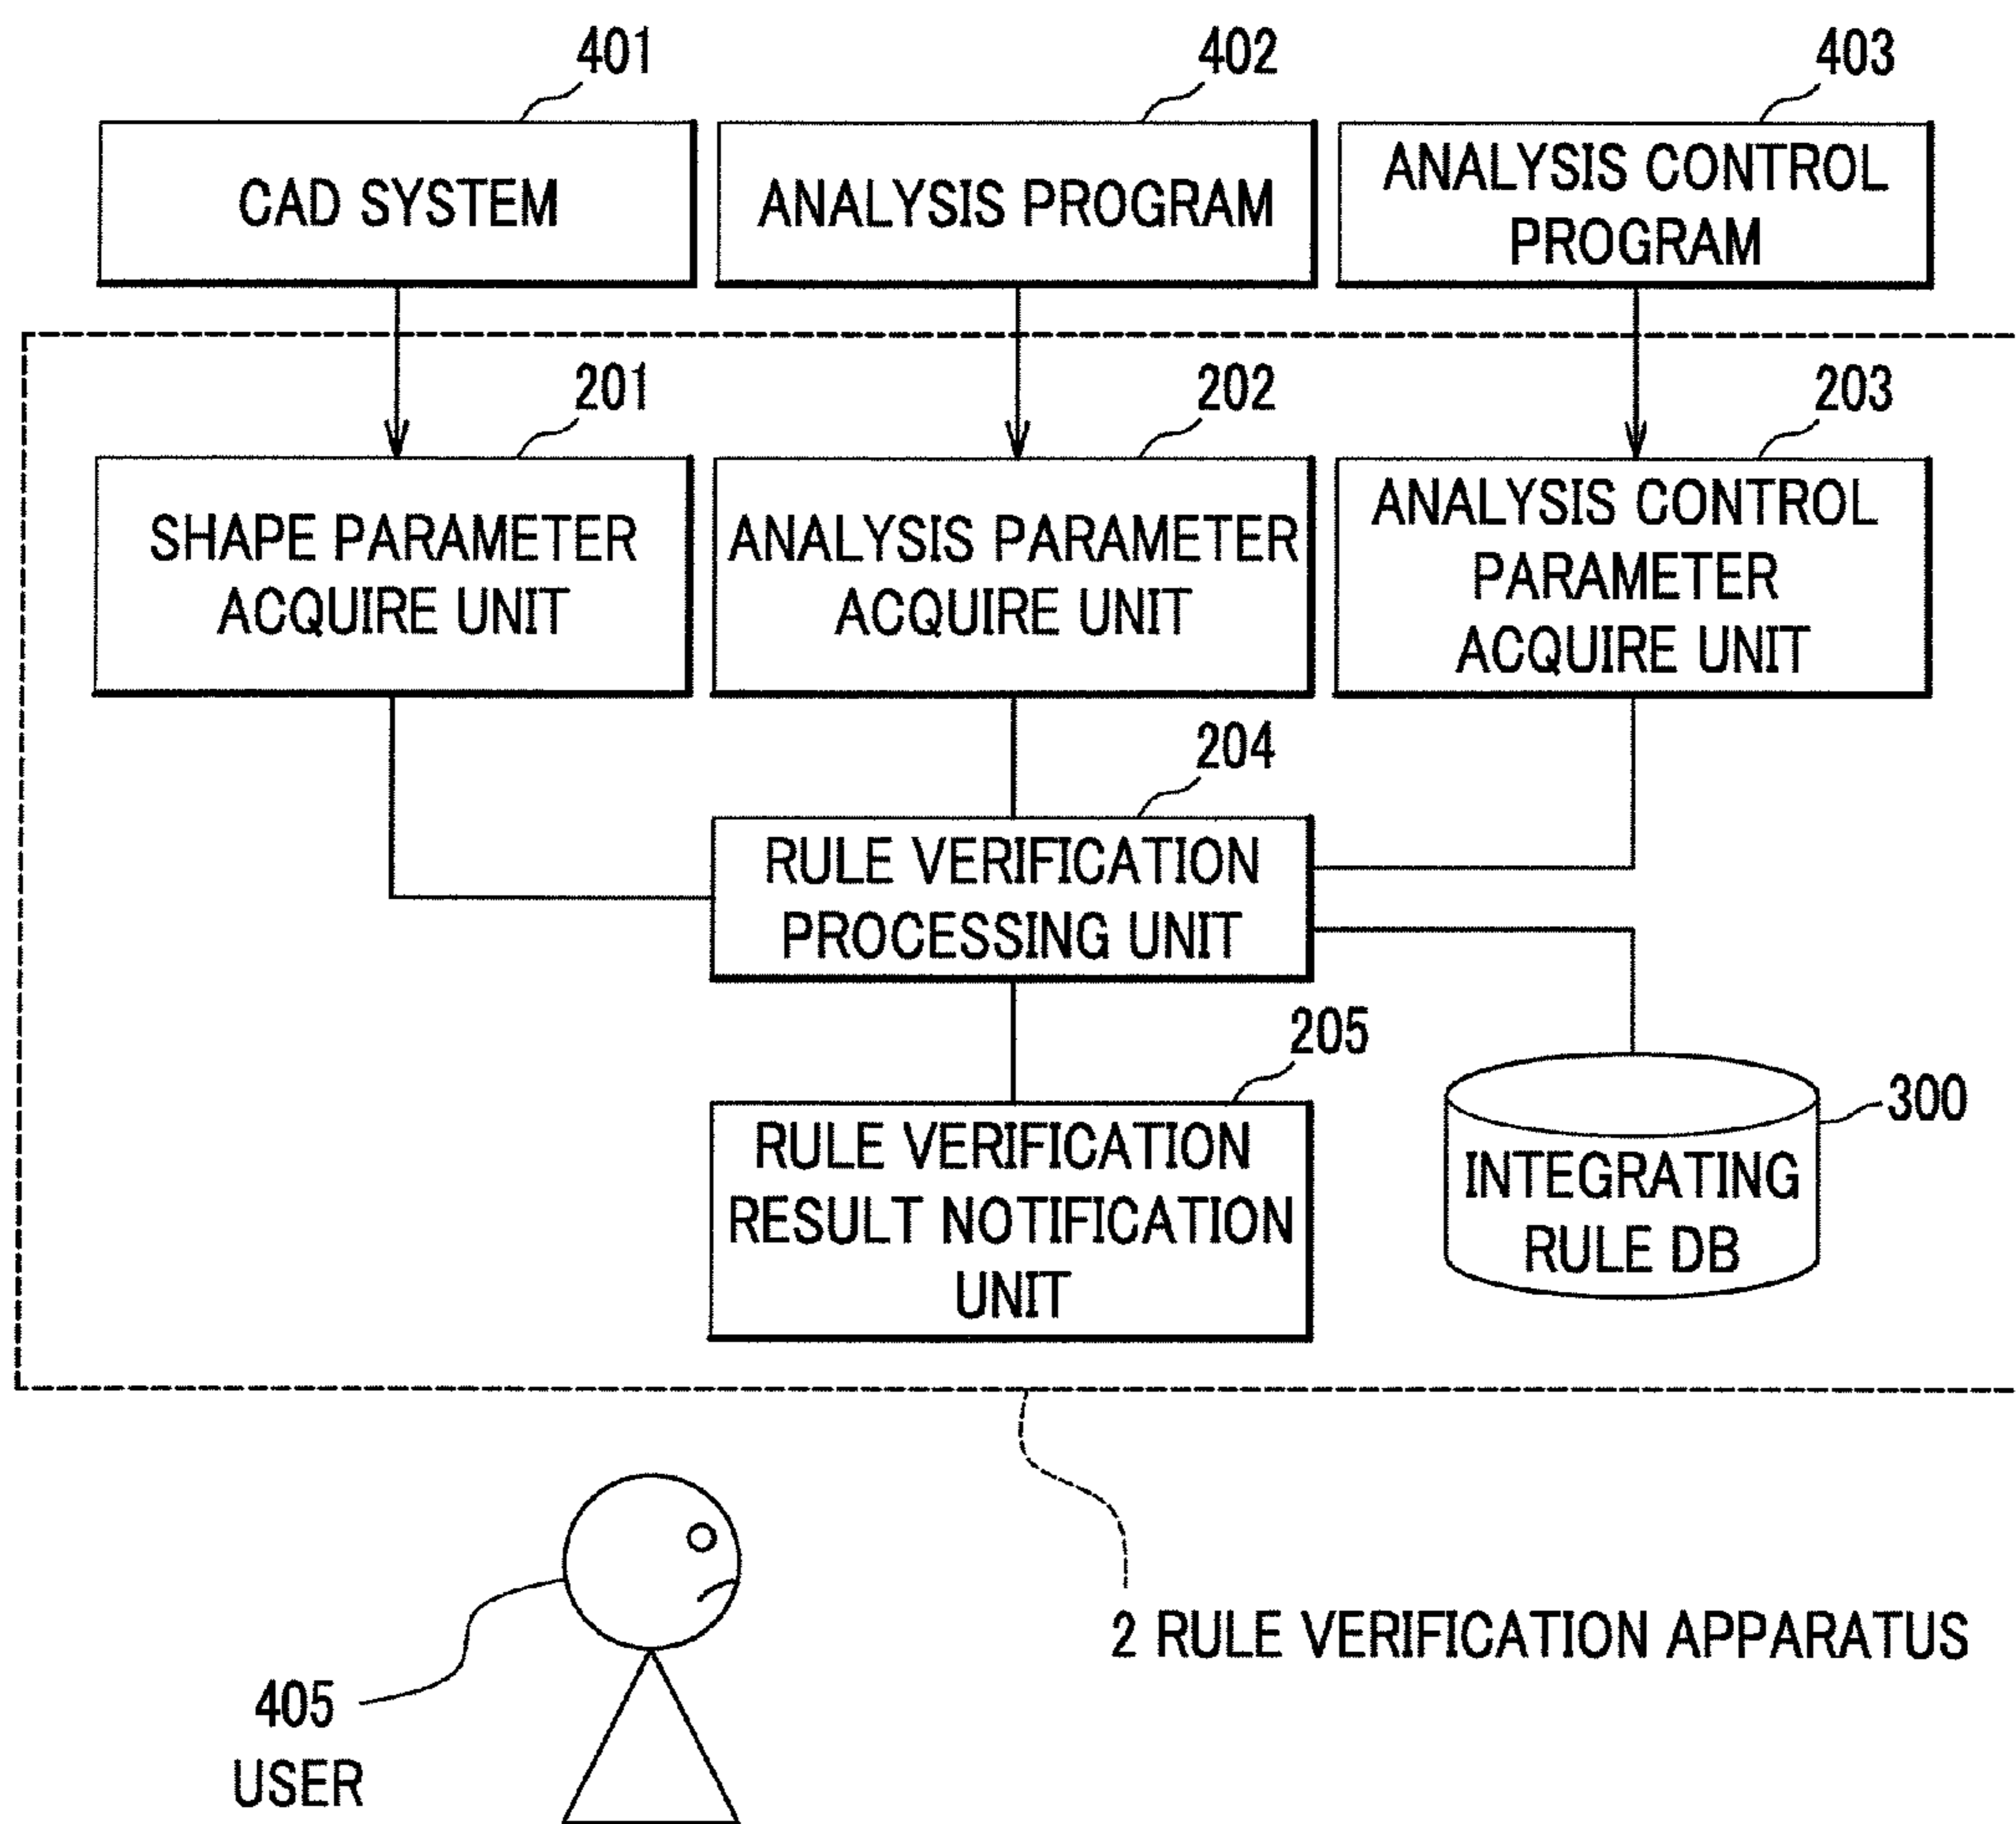 401
402
403
CAD SYSTEM
ANALYSIS PROGRAM
ANALYSIS CONTROL
PROGRAM
201
202
203
SHAPE PARAMETER
ACQUIRE UNIT
ANALYSIS PARAMETER
ACQUIRE UNIT
ANALYSIS CONTROL
PARAMETER
ACQUIRE UNIT
204
RULE VERIFICATION
PROCESSING UNIT
205
RULE VERIFICATION
RESULT NOTIFICATION
UNIT
300
INTEGRATING
RULE DB
2 RULE VERIFICATION APPARATUS
405
USER